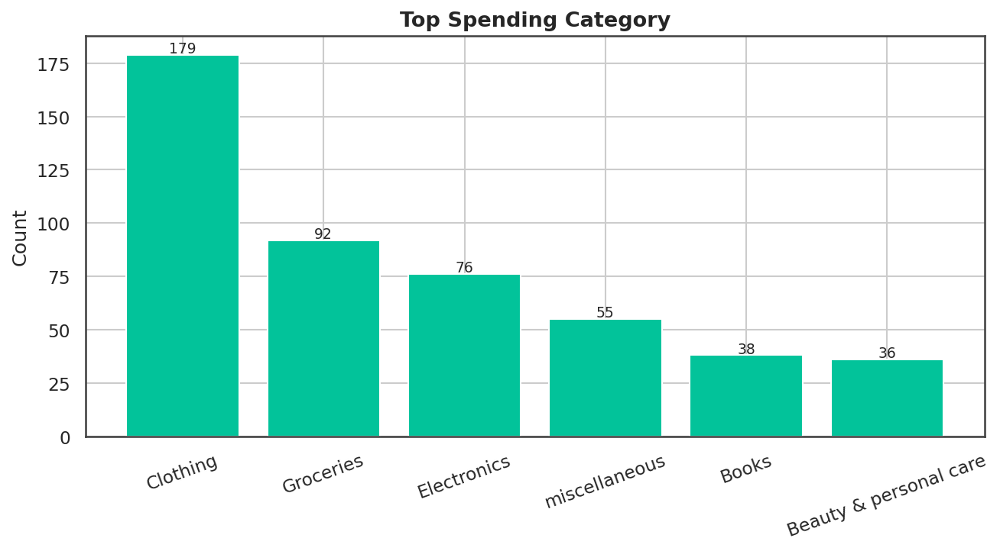 Top Spending Category
Count
175
150
125
100
75
50
25
0
179
92
76
55
38
36
Clothing
Groceries
Electronics
miscellaneous
Books
Beauty & personal care